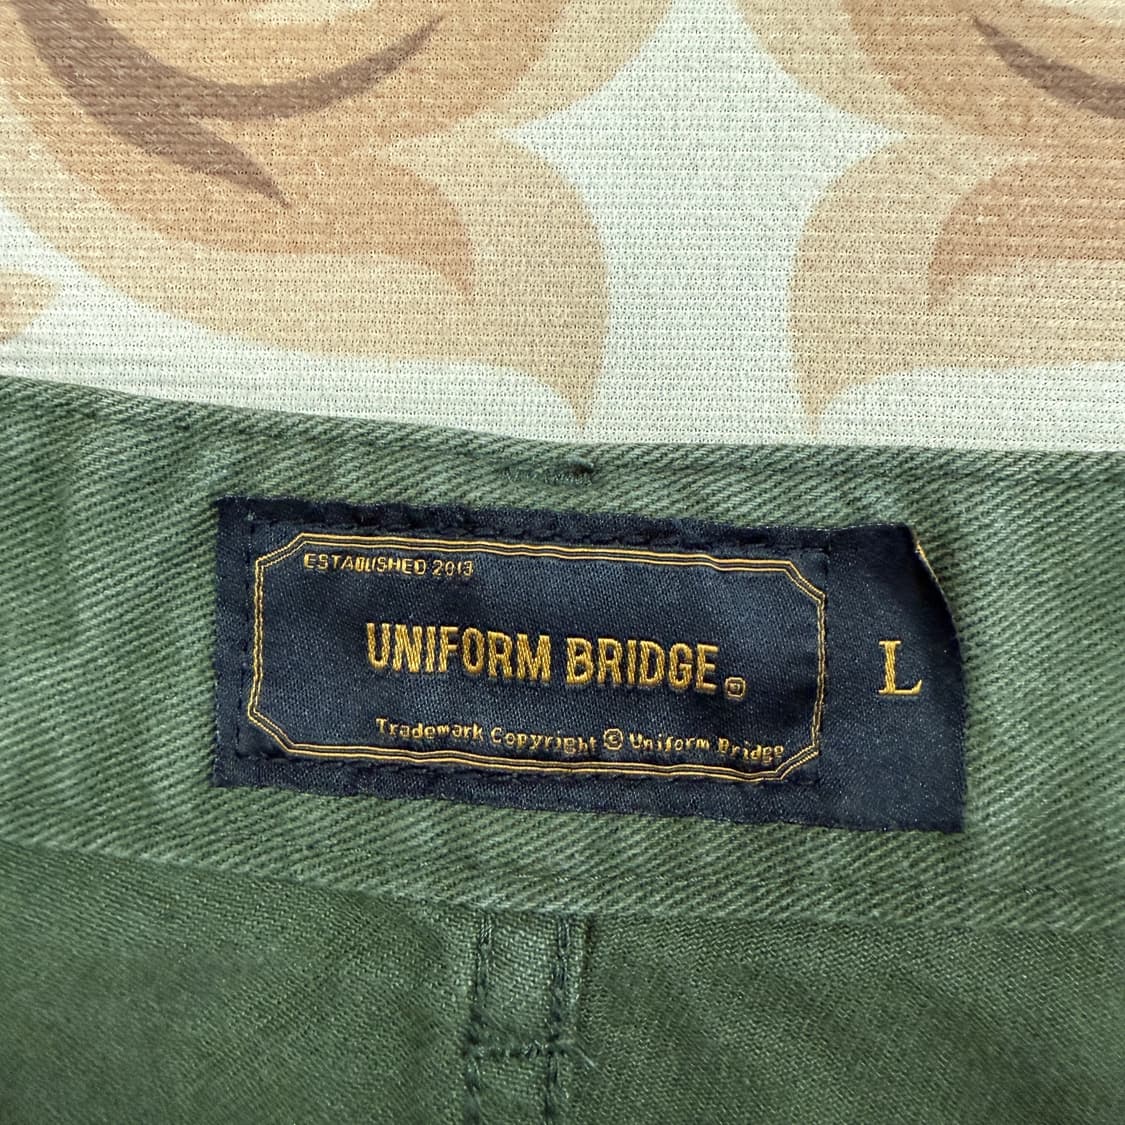 ESTABLISHED 2013
UNIFORM BRIDGE ®
L
Trademark Copyright © Uniform Bridge